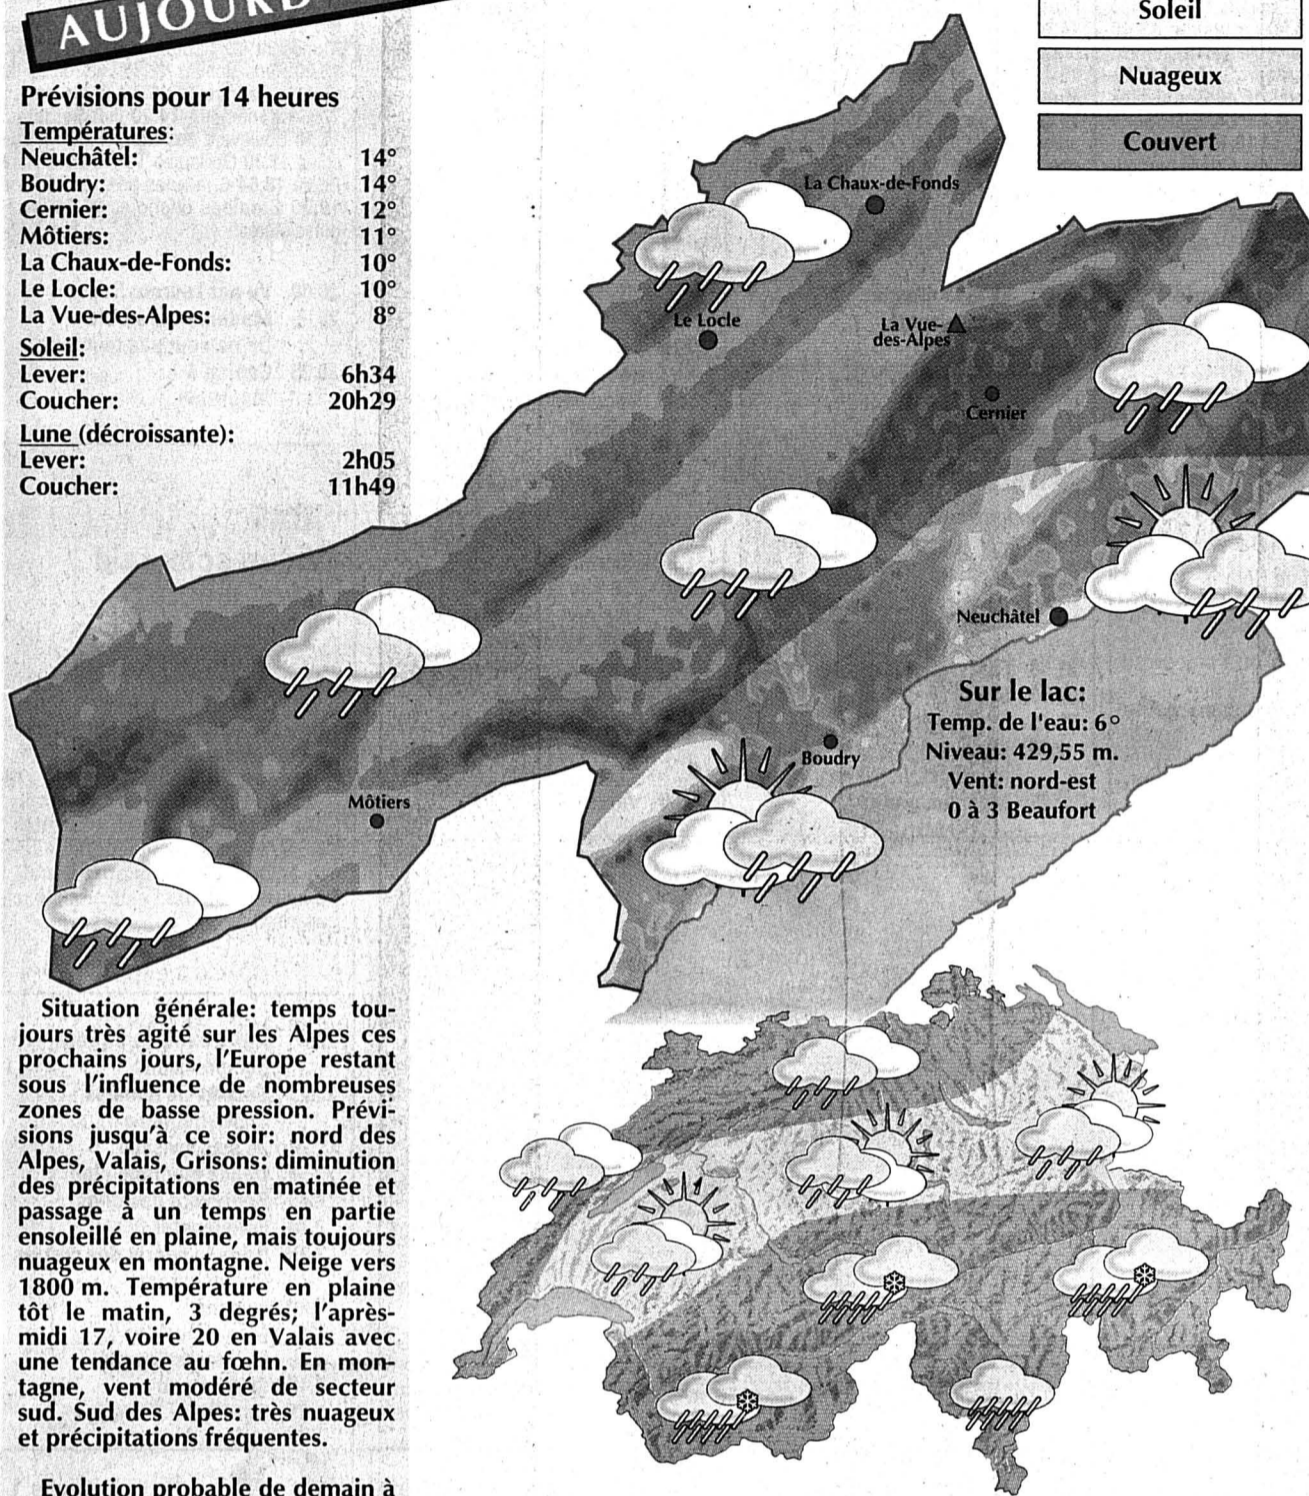 AUJOURD
Prévisions pour 14 heures
Températures:
Neuchâtel: 14°
Boudry: 14°
Cernier: 12°
Môtiers: 11°
La Chaux-de-Fonds: 10°
Le Locle: 10°
La Vue-des-Alpes: 8°
Soleil:
Lever: 6h34
Coucher: 20h29
Lune (décroissante):
Lever: 2h05
Coucher: 11h49
Soleil
Nuageux
Couvert
La Chaux-de-Fonds
Le Locle
La Vue-
des-Alpes
Cernier
Neuchâtel
Boudry
Môtiers
Sur le lac:
Temp. de l'eau: 6°
Niveau: 429,55 m.
Vent: nord-est
0 à 3 Beaufort
Situation générale: temps tou-
jours très agité sur les Alpes ces
prochains jours, l'Europe restant
sous l'influence de nombreuses
zones de basse pression. Prévi-
sions jusqu'à ce soir: nord des
Alpes, Valais, Grisons: diminution
des précipitations en matinée et
passage à un temps en partie
ensoleillé en plaine, mais toujours
nuageux en montagne. Neige vers
1800 m. Température en plaine
tôt le matin, 3 degrés; l'après-
midi 17, voire 20 en Valais avec
une tendance au fœhn. En mon-
tagne, vent modéré de secteur
sud. Sud des Alpes: très nuageux
et précipitations fréquentes.
Evolution probable de demain à